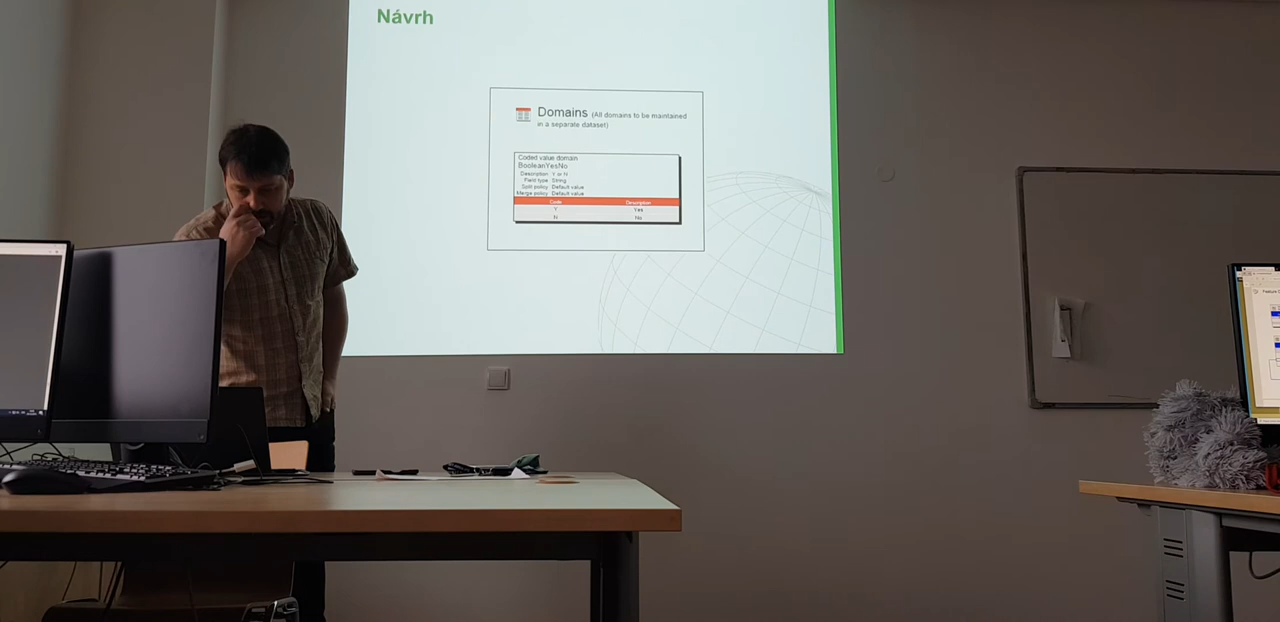 Návrh
Domains (All domains to be maintained
in a separate dataset)
Coded value domain
BooleanYesNo
Description Y or N
Field type String
Split policy Default value
Merge policy Default value
Code Description
Y Yes
N No